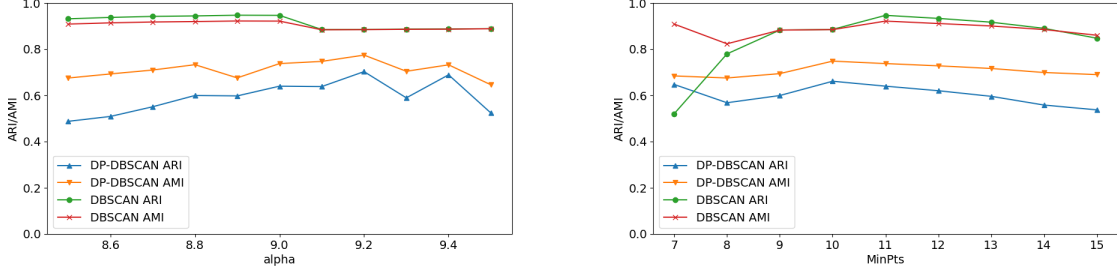 1.0
0.8
0.6
0.4
0.2
0.0
ARI/AMI
DP-DBSCAN ARI
DP-DBSCAN AMI
DBSCAN ARI
DBSCAN AMI
8.6 8.8 9.0 9.2 9.4
alpha
1.0
0.8
0.6
0.4
0.2
0.0
ARI/AMI
DP-DBSCAN ARI
DP-DBSCAN AMI
DBSCAN ARI
DBSCAN AMI
7 8 9 10 11 12 13 14 15
MinPts